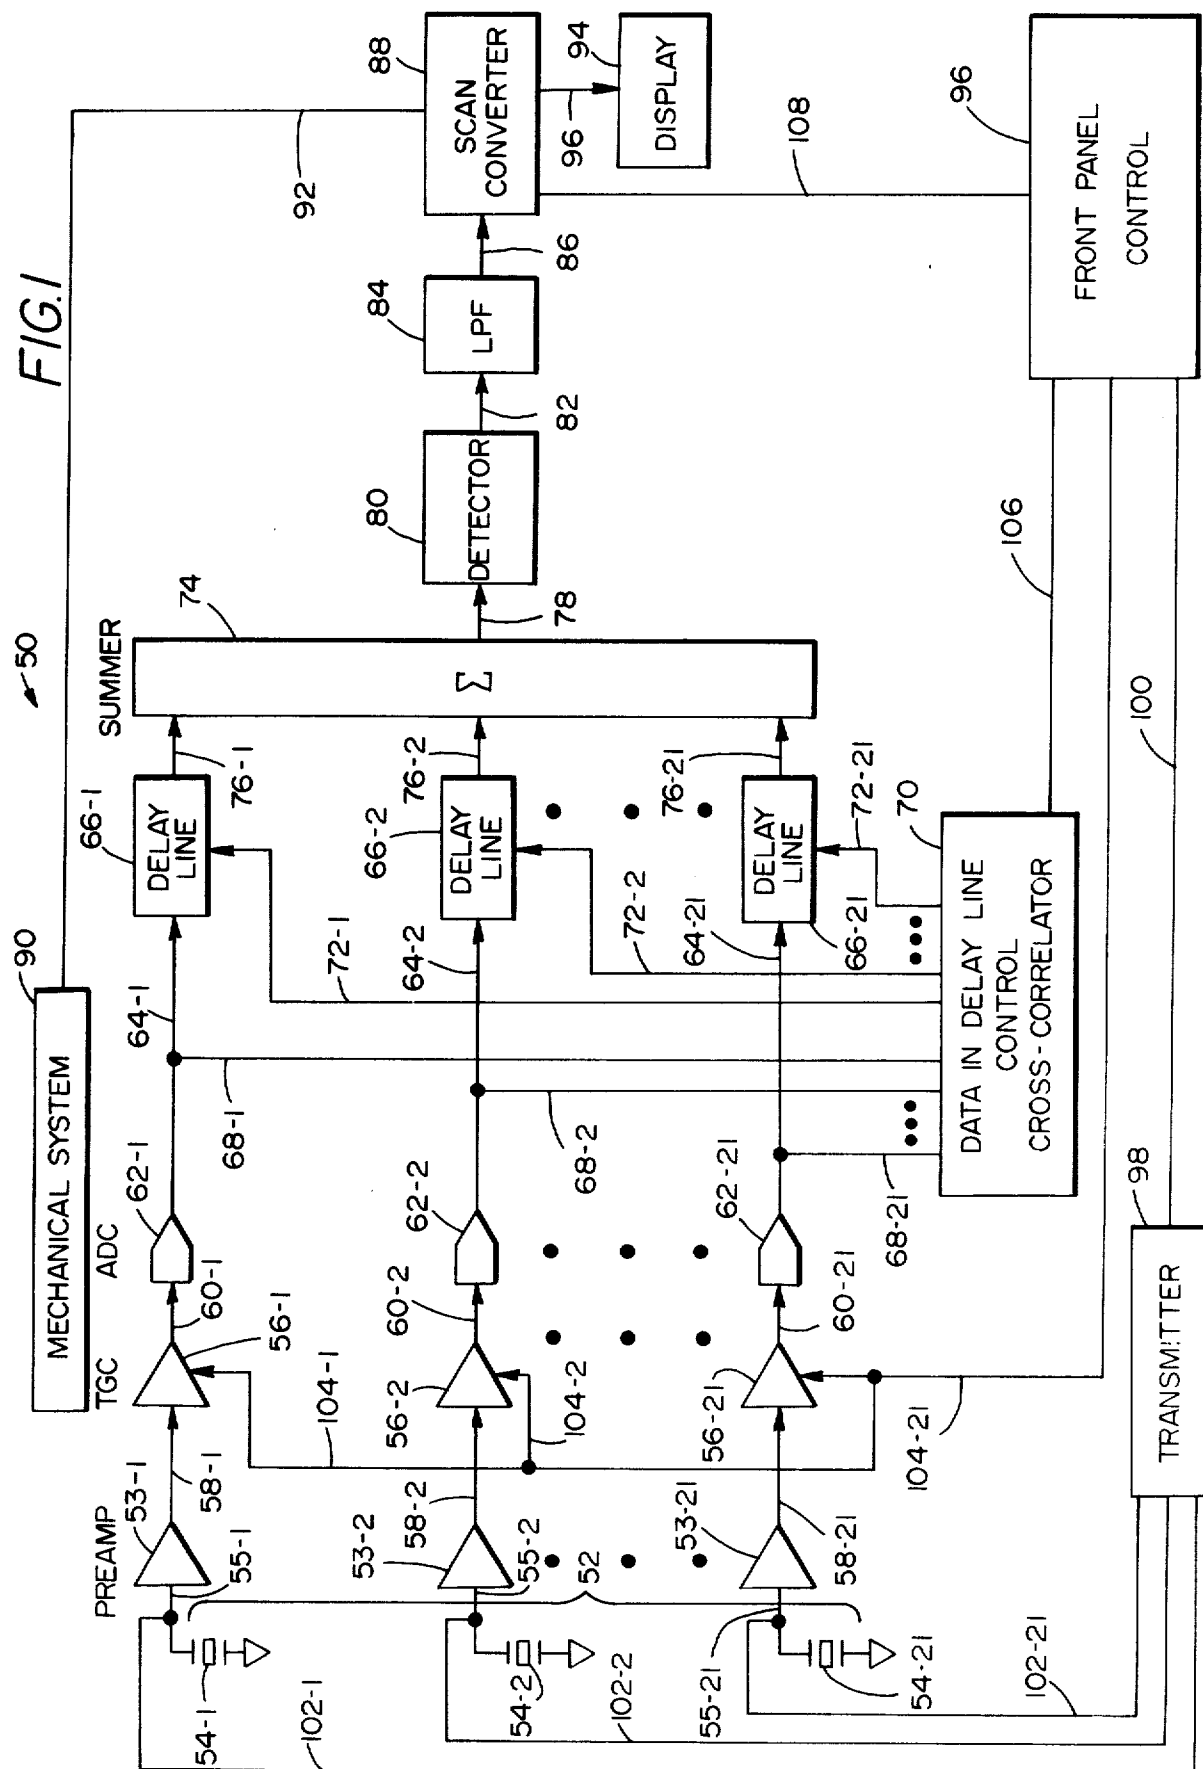 FIG.1
50
90
MECHANICAL SYSTEM
PREAMP
TGC
ADC
SUMMER
53-1
58-1
55-1
56-1
60-1
62-1
64-1
66-1
DELAY
LINE
76-1
74
Σ
78
80
DETECTOR
82
84
LPF
86
88
SCAN
CONVERTER
92
96
94
DISPLAY
54-1
102-1
104-1
68-1
72-1
52
53-2
58-2
55-2
56-2
104-2
60-2
62-2
64-2
68-2
66-2
DELAY
LINE
76-2
72-2
54-2
102-2
53-21
58-21
55-21
56-21
60-21
62-21
64-21
66-21
DELAY
LINE
76-21
72-21
54-21
102-21
104-21
68-21
70
DATA IN DELAY LINE
CONTROL
CROSS-CORRELATOR
98
TRANSMITTER
100
106
108
96
FRONT PANEL
CONTROL